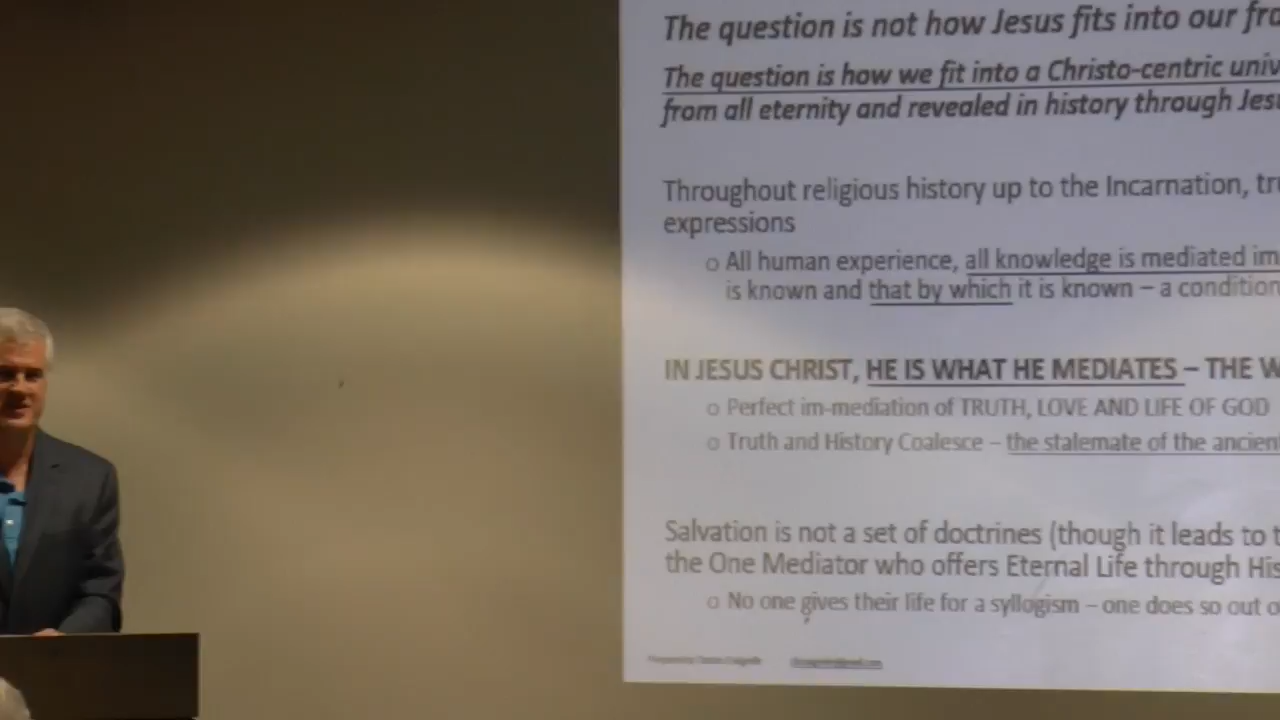 The question is not how Jesus fits into our fra
The question is how we fit into a Christo-centric univ
from all eternity and revealed in history through Jesu
Throughout religious history up to the Incarnation, tru
expressions
o All human experience, all knowledge is mediated im
is known and that by which it is known – a condition
IN JESUS CHRIST, HE IS WHAT HE MEDIATES – THE W
o Perfect im-mediation of TRUTH, LOVE AND LIFE OF GOD
o Truth and History Coalesce – the stalemate of the ancient
Salvation is not a set of doctrines (though it leads to t
the One Mediator who offers Eternal Life through His
o No one gives their life for a syllogism – one does so out o